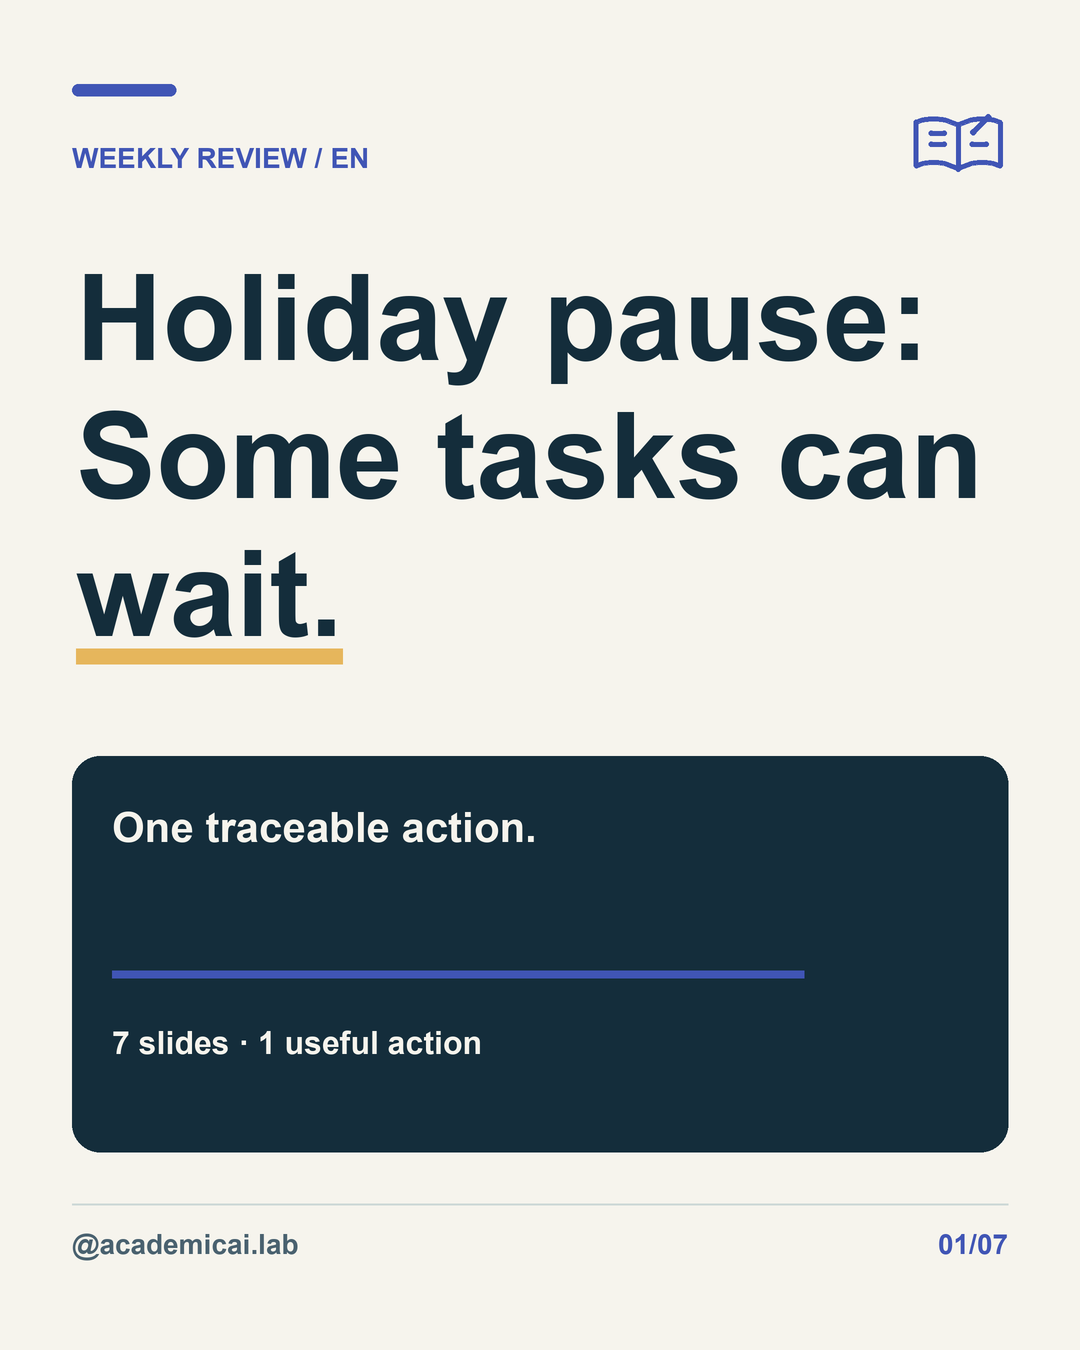 WEEKLY REVIEW / EN
Holiday pause:
Some tasks can
wait.
One traceable action.
7 slides · 1 useful action
@academicai.lab
01/07